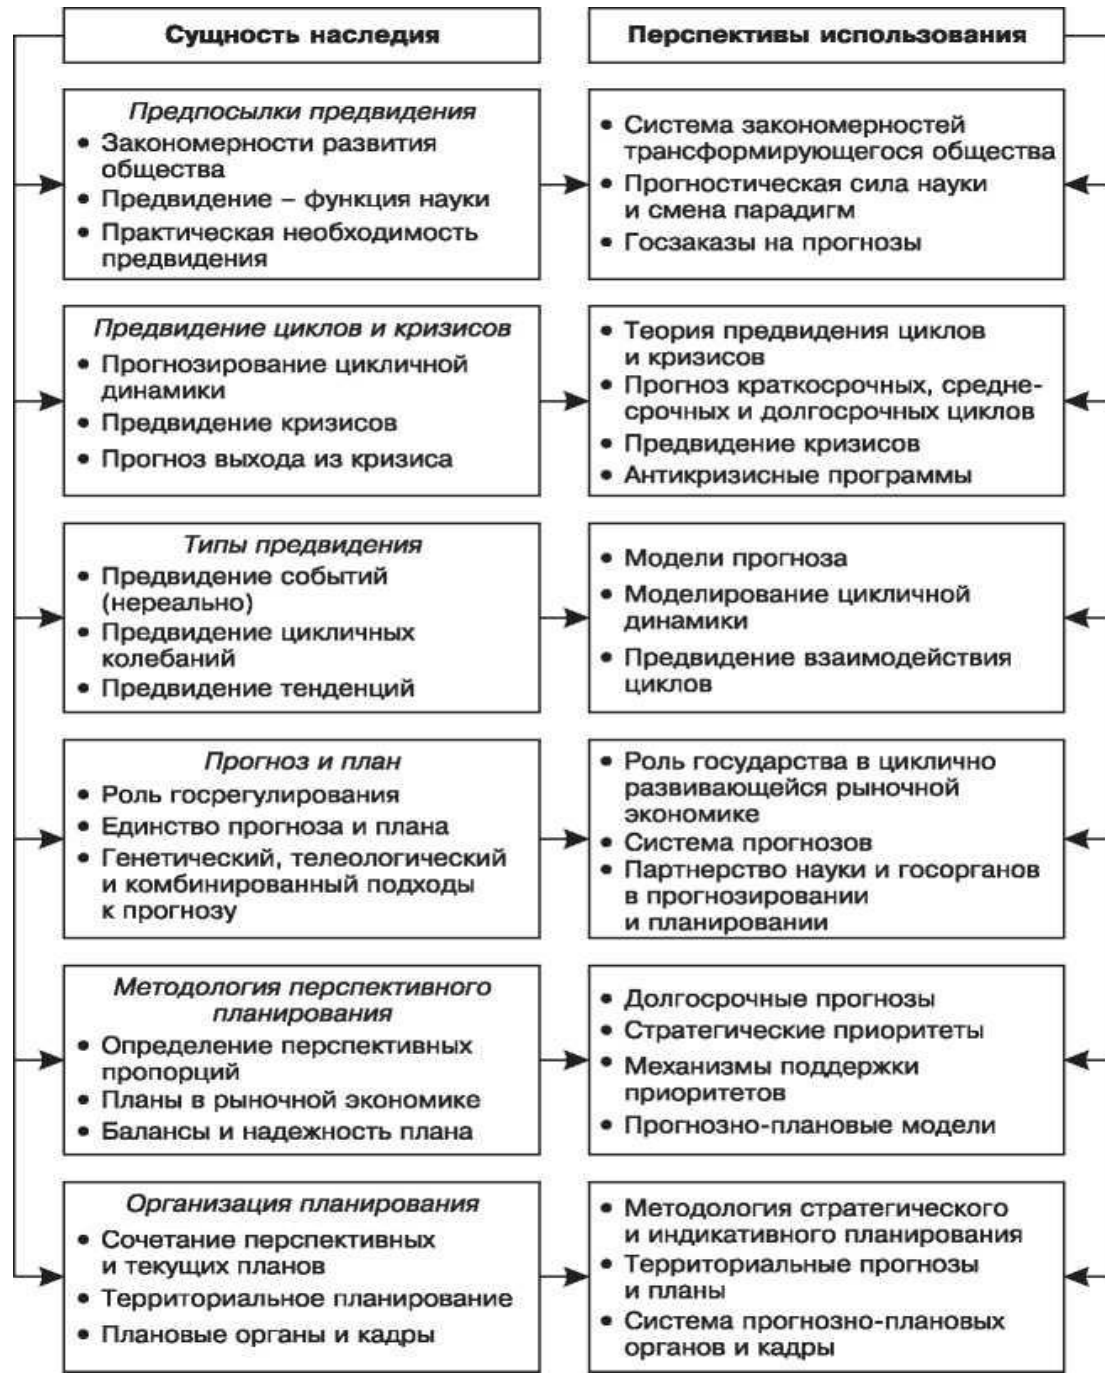 Сущность наследия
Перспективы использования
Предпосылки предвидения
• Закономерности развития
общества
• Предвидение – функция науки
• Практическая необходимость
предвидения
• Система закономерностей
трансформирующегося общества
• Прогностическая сила науки
и смена парадигм
• Госзаказы на прогнозы
Предвидение циклов и кризисов
• Прогнозирование цикличной
динамики
• Предвидение кризисов
• Прогноз выхода из кризиса
• Теория предвидения циклов
и кризисов
• Прогноз краткосрочных, средне-
срочных и долгосрочных циклов
• Предвидение кризисов
• Антикризисные программы
Типы предвидения
• Предвидение событий
(нереально)
• Предвидение цикличных
колебаний
• Предвидение тенденций
• Модели прогноза
• Моделирование цикличной
динамики
• Предвидение взаимодействия
циклов
Прогноз и план
• Роль госрегулирования
• Единство прогноза и плана
• Генетический, телеологический
и комбинированный подходы
к прогнозу
• Роль государства в циклично
развивающейся рыночной
экономике
• Система прогнозов
• Партнерство науки и госорганов
в прогнозировании
и планировании
Методология перспективного
планирования
• Определение перспективных
пропорций
• Планы в рыночной экономике
• Балансы и надежность плана
• Долгосрочные прогнозы
• Стратегические приоритеты
• Механизмы поддержки
приоритетов
• Прогнозно-плановые модели
Организация планирования
• Сочетание перспективных
и текущих планов
• Территориальное планирование
• Плановые органы и кадры
• Методология стратегического
и индикативного планирования
• Территориальные прогнозы
и планы
• Система прогнозно-плановых
органов и кадры